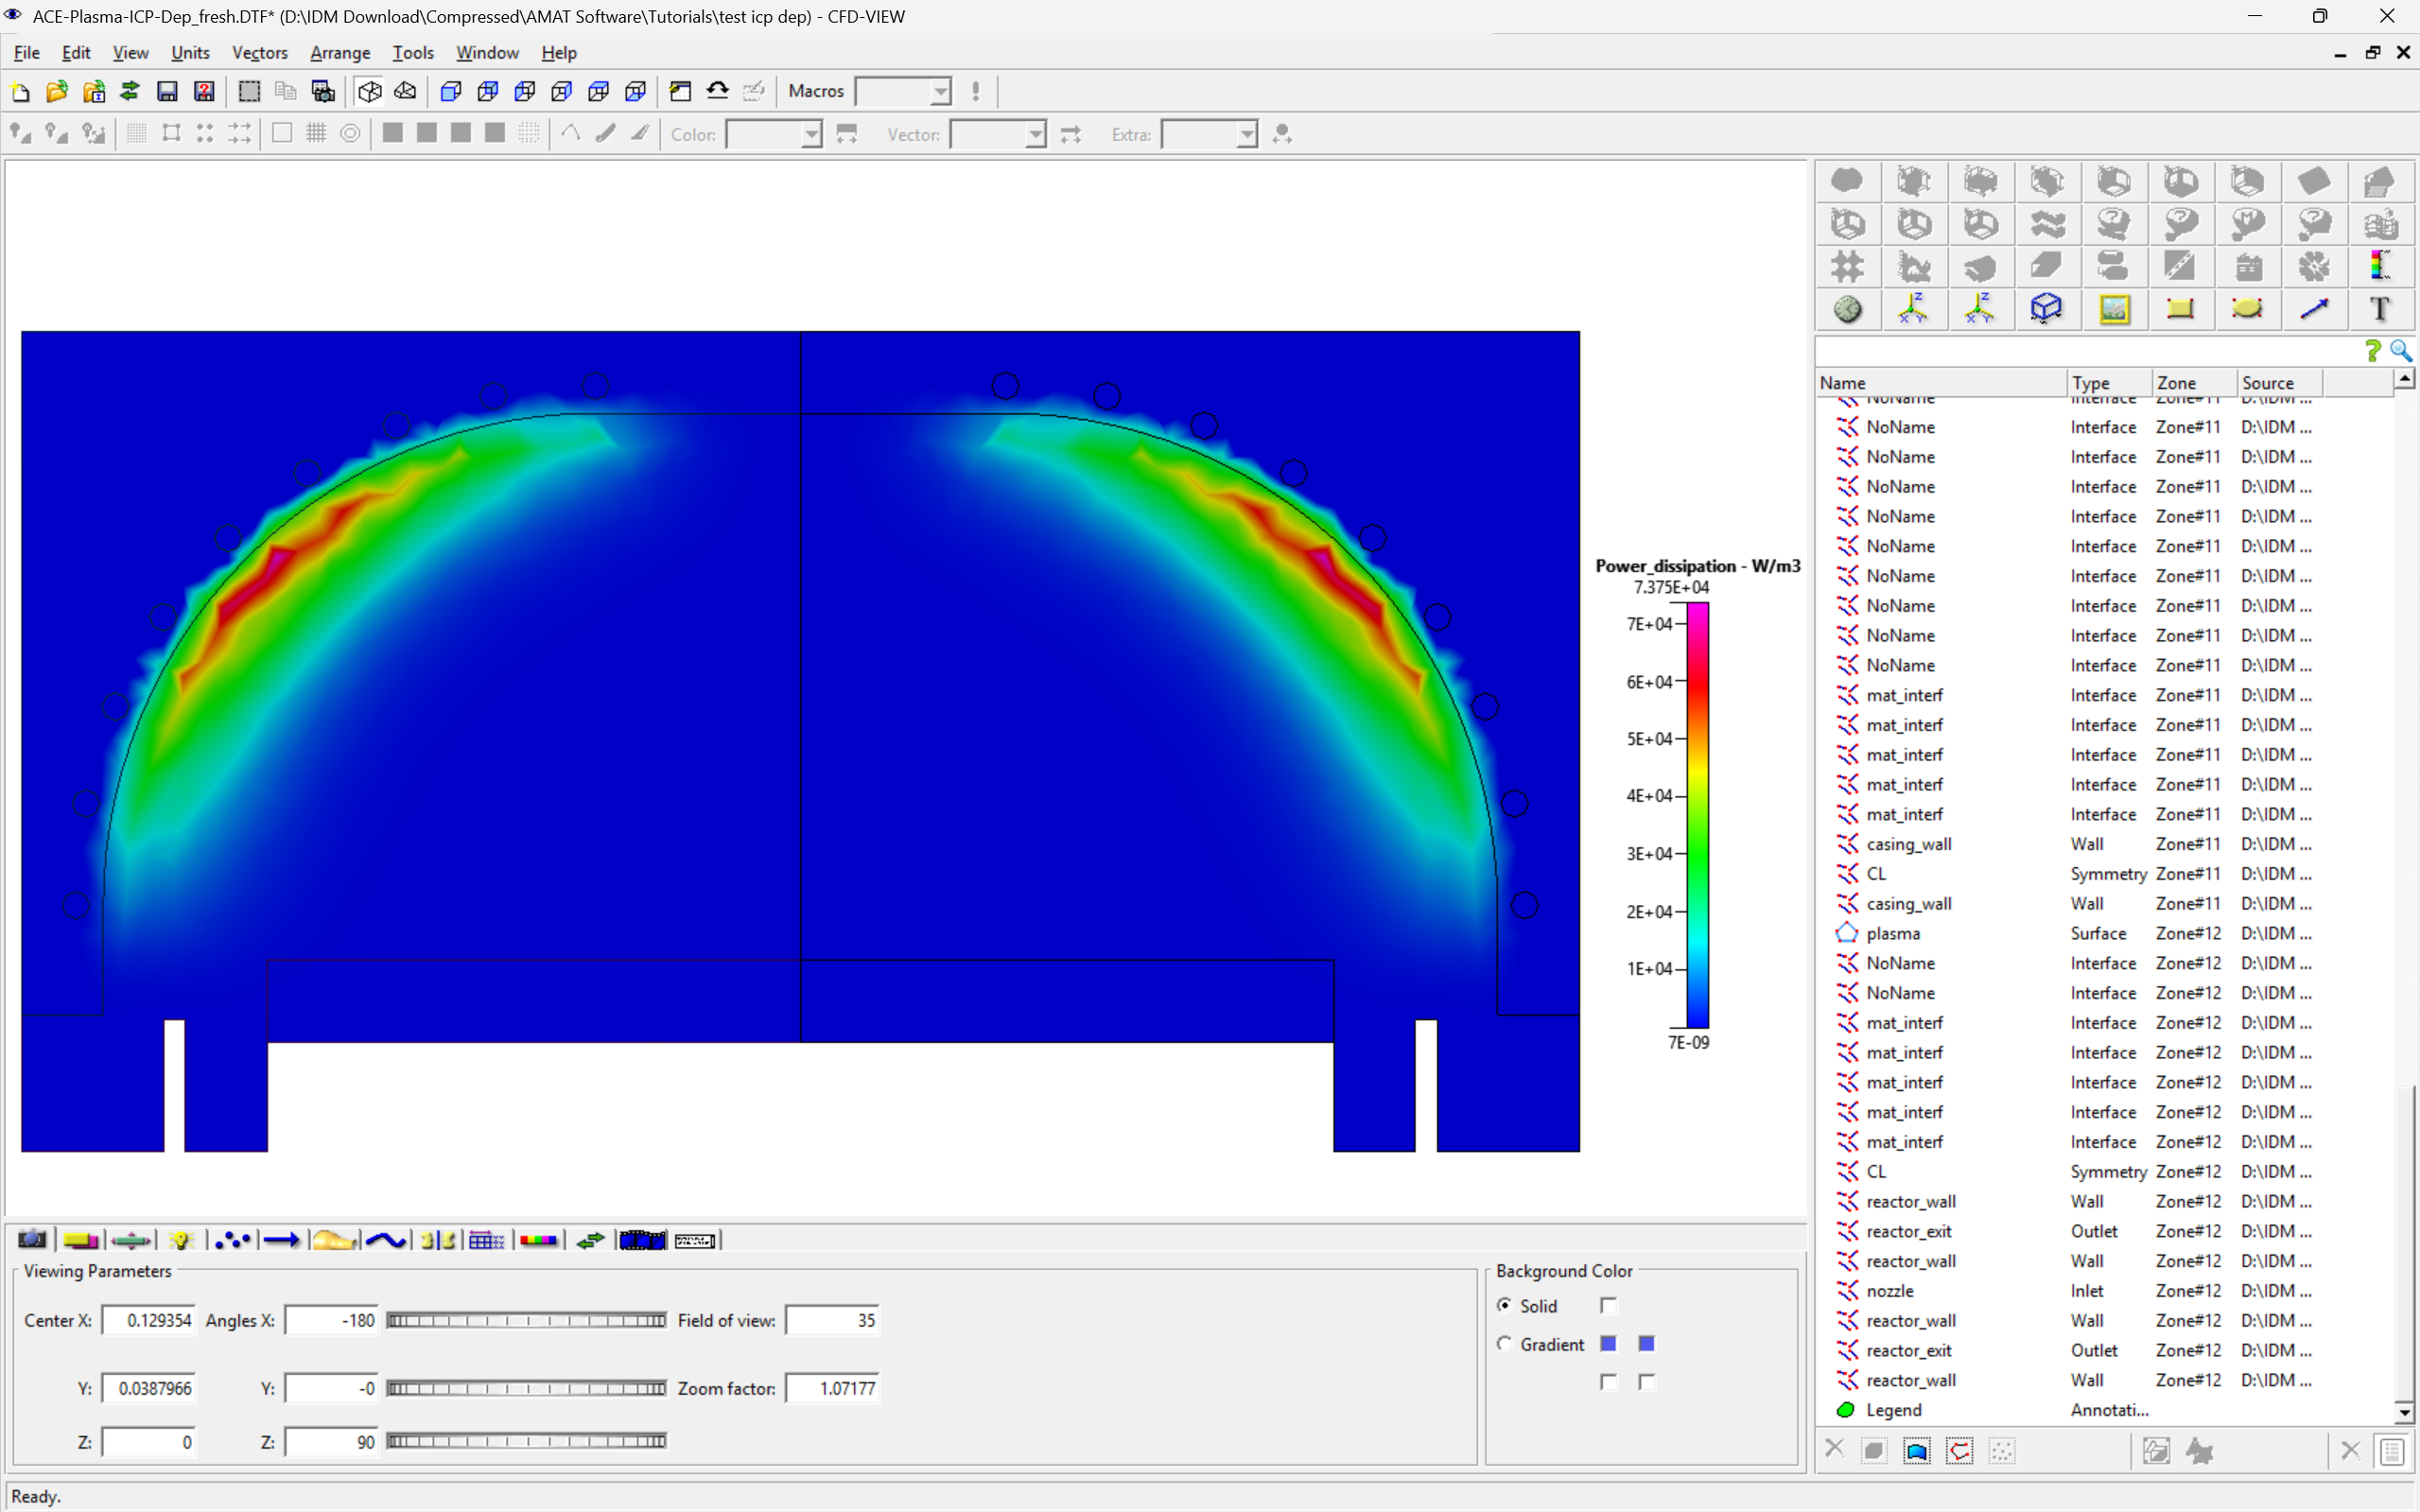 ACE-Plasma-ICP-Dep_fresh.DTF* (D:\IDM Download\Compressed\AMAT Software\Tutorials\test icp dep) - CFD-VIEW
File Edit View Units Vectors Arrange Tools Window Help
Macros
Color: Vector: Extra:
Name Type Zone Source
NoName Interface Zone#11 D:\IDM ...
NoName Interface Zone#11 D:\IDM ...
NoName Interface Zone#11 D:\IDM ...
NoName Interface Zone#11 D:\IDM ...
NoName Interface Zone#11 D:\IDM ...
NoName Interface Zone#11 D:\IDM ...
NoName Interface Zone#11 D:\IDM ...
NoName Interface Zone#11 D:\IDM ...
NoName Interface Zone#11 D:\IDM ...
NoName Interface Zone#11 D:\IDM ...
mat_interf Interface Zone#11 D:\IDM ...
mat_interf Interface Zone#11 D:\IDM ...
mat_interf Interface Zone#11 D:\IDM ...
mat_interf Interface Zone#11 D:\IDM ...
mat_interf Interface Zone#11 D:\IDM ...
casing_wall Wall Zone#11 D:\IDM ...
CL Symmetry Zone#11 D:\IDM ...
casing_wall Wall Zone#11 D:\IDM ...
plasma Surface Zone#12 D:\IDM ...
NoName Interface Zone#12 D:\IDM ...
NoName Interface Zone#12 D:\IDM ...
mat_interf Interface Zone#12 D:\IDM ...
mat_interf Interface Zone#12 D:\IDM ...
mat_interf Interface Zone#12 D:\IDM ...
mat_interf Interface Zone#12 D:\IDM ...
mat_interf Interface Zone#12 D:\IDM ...
CL Symmetry Zone#12 D:\IDM ...
reactor_wall Wall Zone#12 D:\IDM ...
reactor_exit Outlet Zone#12 D:\IDM ...
reactor_wall Wall Zone#12 D:\IDM ...
nozzle Inlet Zone#12 D:\IDM ...
reactor_wall Wall Zone#12 D:\IDM ...
reactor_exit Outlet Zone#12 D:\IDM ...
reactor_wall Wall Zone#12 D:\IDM ...
Legend Annotati...
Power_dissipation - W/m3
7.375E+04
7E+04
6E+04
5E+04
4E+04
3E+04
2E+04
1E+04
7E-09
Viewing Parameters
Center X: 0.129354 Angles X: -180 Field of view: 35
Y: 0.0387966 Y: -0 Zoom factor: 1.07177
Z: 0 Z: 90
Background Color
Solid
Gradient
Ready.